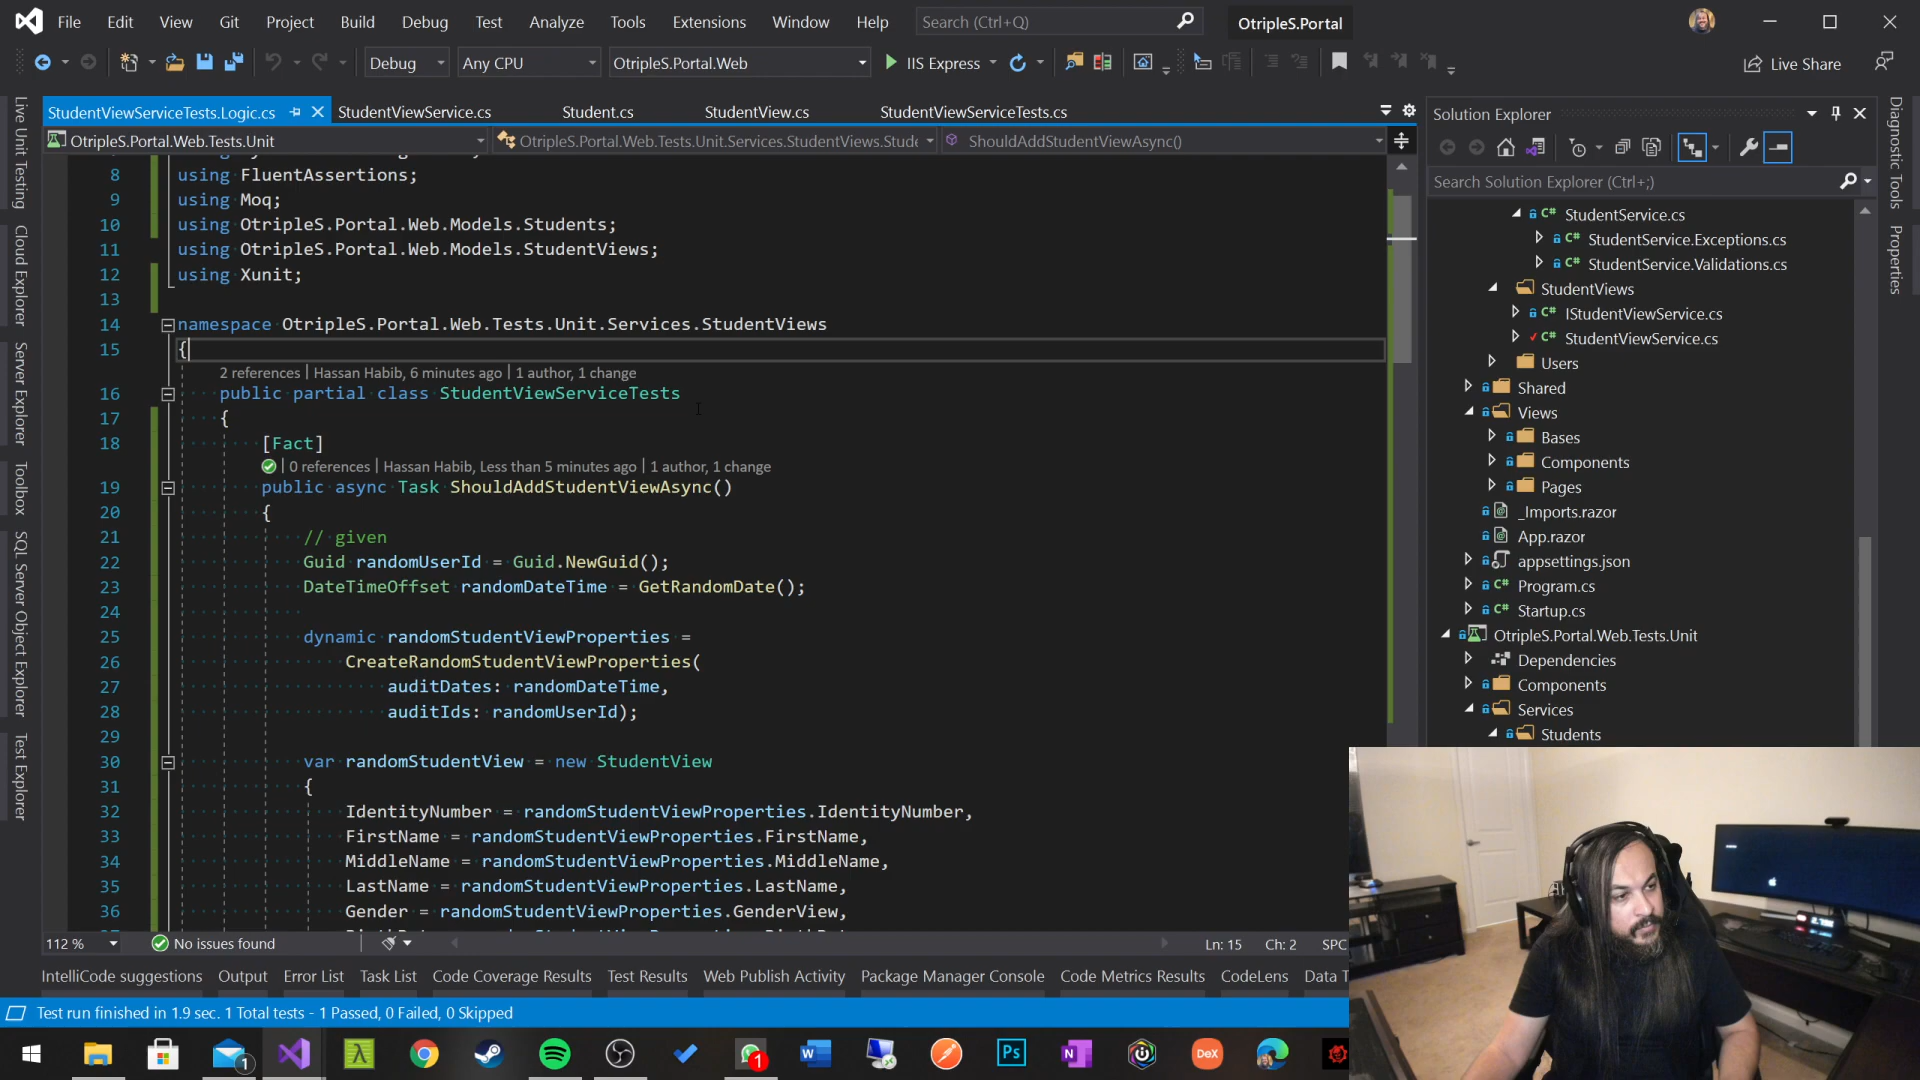 File Edit View Git Project Build Debug Test Analyze Tools Extensions Window Help Search (Ctrl+Q) OtripleS.Portal
Debug Any CPU OtripleS.Portal.Web IIS Express Live Share
StudentViewServiceTests.Logic.cs StudentViewService.cs Student.cs StudentView.cs StudentViewServiceTests.cs
OtripleS.Portal.Web.Tests.Unit OtripleS.Portal.Web.Tests.Unit.Services.StudentViews.Stude ShouldAddStudentViewAsync()
8 using FluentAssertions;
9 using Moq;
10 using OtripleS.Portal.Web.Models.Students;
11 using OtripleS.Portal.Web.Models.StudentViews;
12 using Xunit;
13
14 namespace OtripleS.Portal.Web.Tests.Unit.Services.StudentViews
15 {
2 references | Hassan Habib, 6 minutes ago | 1 author, 1 change
16 public partial class StudentViewServiceTests
17 {
18 [Fact]
| 0 references | Hassan Habib, Less than 5 minutes ago | 1 author, 1 change
19 public async Task ShouldAddStudentViewAsync()
20 {
21 // given
22 Guid randomUserId = Guid.NewGuid();
23 DateTimeOffset randomDateTime = GetRandomDate();
24
25 dynamic randomStudentViewProperties =
26 CreateRandomStudentViewProperties(
27 auditDates: randomDateTime,
28 auditIds: randomUserId);
29
30 var randomStudentView = new StudentView
31 {
32 IdentityNumber = randomStudentViewProperties.IdentityNumber,
33 FirstName = randomStudentViewProperties.FirstName,
34 MiddleName = randomStudentViewProperties.MiddleName,
35 LastName = randomStudentViewProperties.LastName,
36 Gender = randomStudentViewProperties.GenderView,
112 % No issues found Ln: 15 Ch: 2 SPC
IntelliCode suggestions Output Error List Task List Code Coverage Results Test Results Web Publish Activity Package Manager Console Code Metrics Results CodeLens Data T
Test run finished in 1.9 sec. 1 Total tests - 1 Passed, 0 Failed, 0 Skipped
Live Unit Testing
Cloud Explorer
Server Explorer
Toolbox
SQL Server Object Explorer
Test Explorer
Solution Explorer
Search Solution Explorer (Ctrl+;)
C# StudentService.cs
C# StudentService.Exceptions.cs
C# StudentService.Validations.cs
StudentViews
C# IStudentViewService.cs
C# StudentViewService.cs
Users
Shared
Views
Bases
Components
Pages
_Imports.razor
App.razor
appsettings.json
C# Program.cs
C# Startup.cs
OtripleS.Portal.Web.Tests.Unit
Dependencies
Components
Services
Students
Diagnostic Tools
Properties
1
1
Ps
DeX